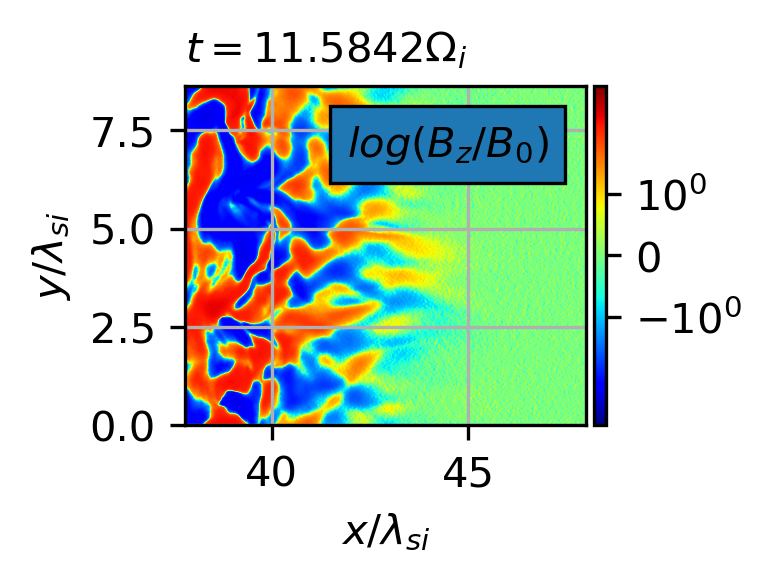 t = 11.5842Ω_i
log(B_z/B_0)
7.5
5.0
2.5
0.0
y/λ_si
40 45
x/λ_si
10^0
0
−10^0